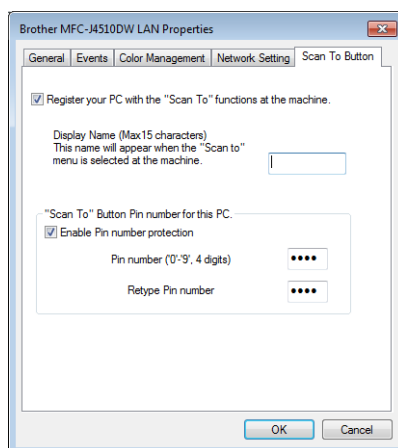 Brother MFC-J4510DW LAN Properties
General Events Color Management Network Setting Scan To Button
Register your PC with the "Scan To" functions at the machine.
Display Name (Max15 characters)
This name will appear when the "Scan to"
menu is selected at the machine.
"Scan To" Button Pin number for this PC.
Enable Pin number protection
Pin number ('0'-'9', 4 digits) ••••
Retype Pin number ••••
OK Cancel